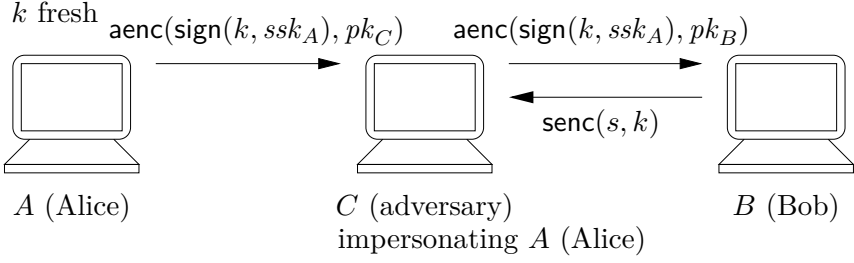 k fresh
aenc(sign(k, ssk_A), pk_C)
aenc(sign(k, ssk_A), pk_B)
senc(s, k)
A (Alice)
C (adversary)
impersonating A (Alice)
B (Bob)